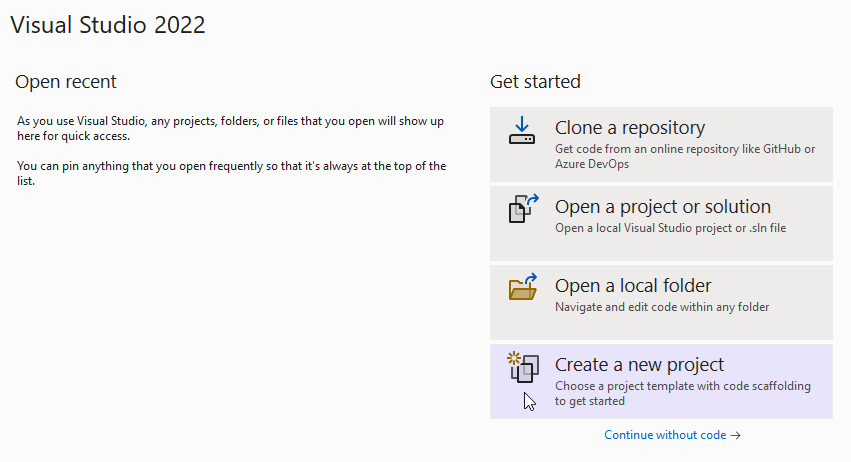 Visual Studio 2022
Open recent
As you use Visual Studio, any projects, folders, or files that you open will show up
here for quick access.
You can pin anything that you open frequently so that it's always at the top of the
list.
Get started
Clone a repository
Get code from an online repository like GitHub or
Azure DevOps
Open a project or solution
Open a local Visual Studio project or .sln file
Open a local folder
Navigate and edit code within any folder
Create a new project
Choose a project template with code scaffolding
to get started
Continue without code →